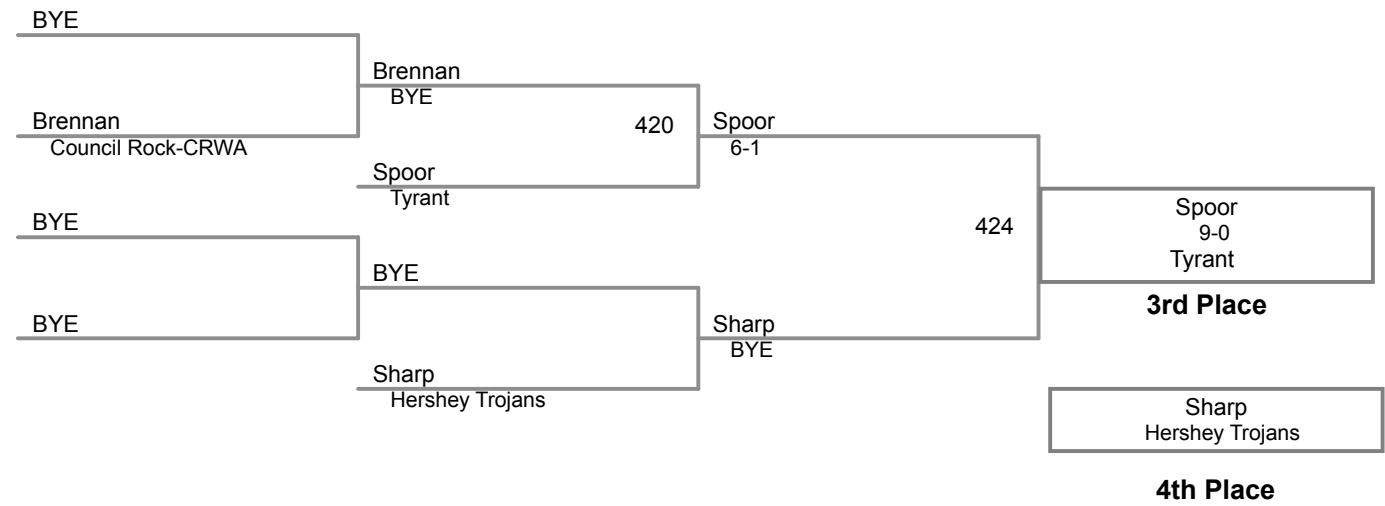 BYE
Brennan
BYE
Brennan
Council Rock-CRWA
420
Spoor
6-1
Spoor
Tyrant
BYE
424
Spoor
9-0
Tyrant
BYE
3rd Place
BYE
Sharp
BYE
Sharp
Hershey Trojans
Sharp
Hershey Trojans
4th Place